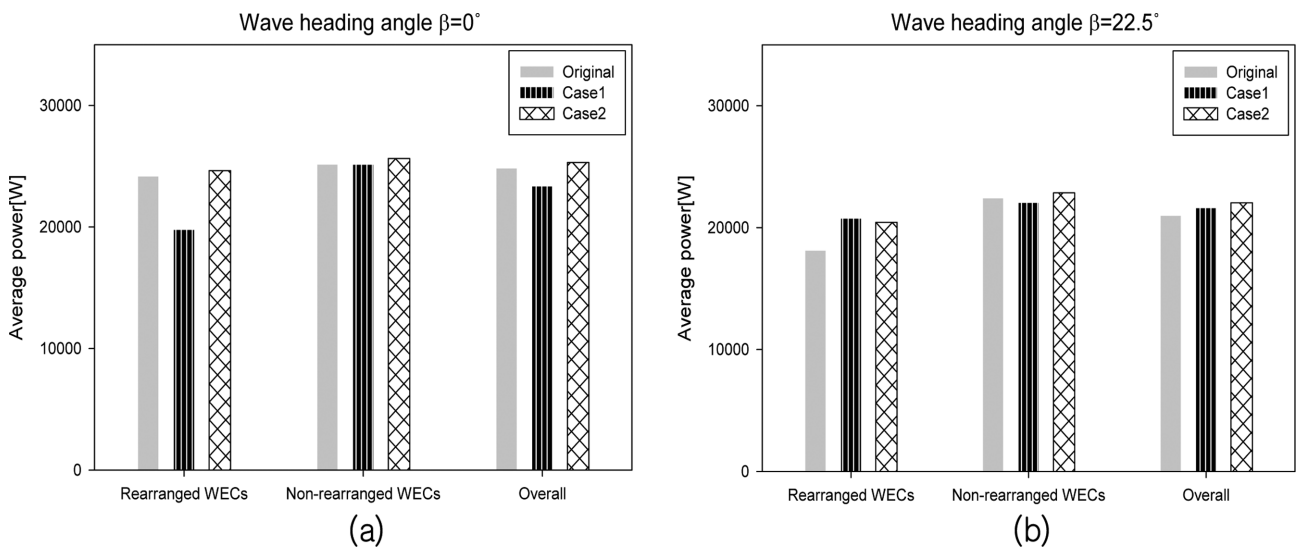 Wave heading angle β=0˚
Original
Case1
Case2
30000
20000
10000
0
Average power[W]
Rearranged WECs
Non-rearranged WECs
Overall
(a)
Wave heading angle β=22.5˚
Original
Case1
Case2
30000
20000
10000
0
Average power[W]
Rearranged WECs
Non-rearranged WECs
Overall
(b)